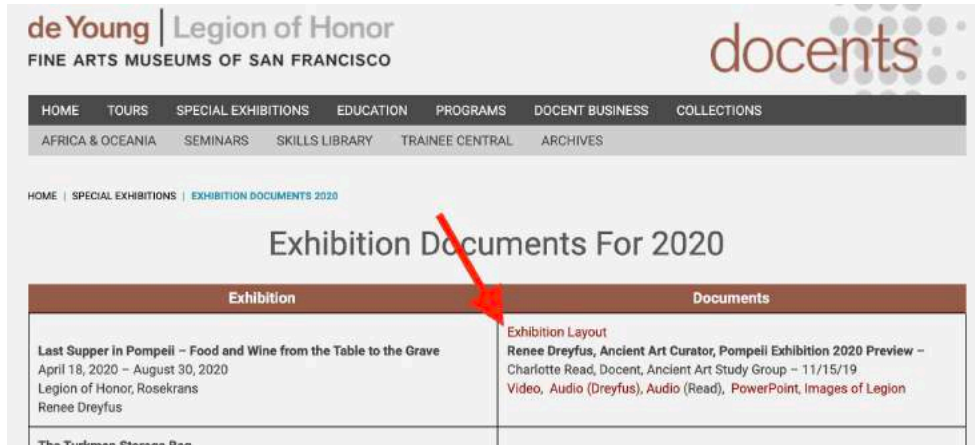 de Young | Legion of Honor
FINE ARTS MUSEUMS OF SAN FRANCISCO
docents
HOME TOURS SPECIAL EXHIBITIONS EDUCATION PROGRAMS DOCENT BUSINESS COLLECTIONS
AFRICA & OCEANIA SEMINARS SKILLS LIBRARY TRAINEE CENTRAL ARCHIVES
HOME | SPECIAL EXHIBITIONS | EXHIBITION DOCUMENTS 2020
Exhibition Documents For 2020
Exhibition
Documents
Last Supper in Pompeii – Food and Wine from the Table to the Grave
April 18, 2020 – August 30, 2020
Legion of Honor, Rosekrans
Renee Dreyfus
Exhibition Layout
Renee Dreyfus, Ancient Art Curator, Pompeii Exhibition 2020 Preview –
Charlotte Read, Docent, Ancient Art Study Group – 11/15/19
Video, Audio (Dreyfus), Audio (Read), PowerPoint, Images of Legion
The Turkmen Storage Bag